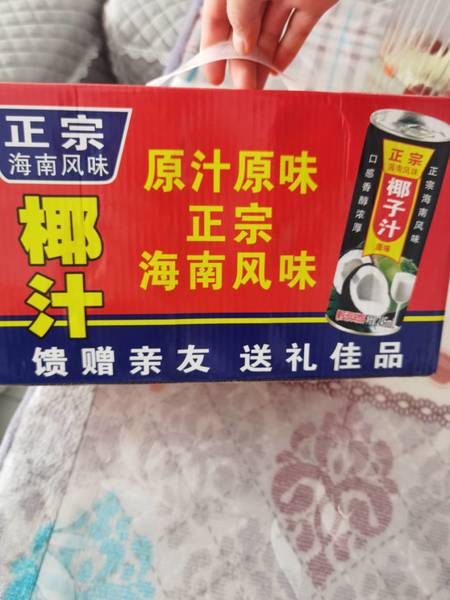 正宗
海南风味
椰汁
原汁原味
正宗
海南风味
馈赠亲友 送礼佳品
正宗
海南风味
椰子汁
口感香醇浓厚
正宗海南风味